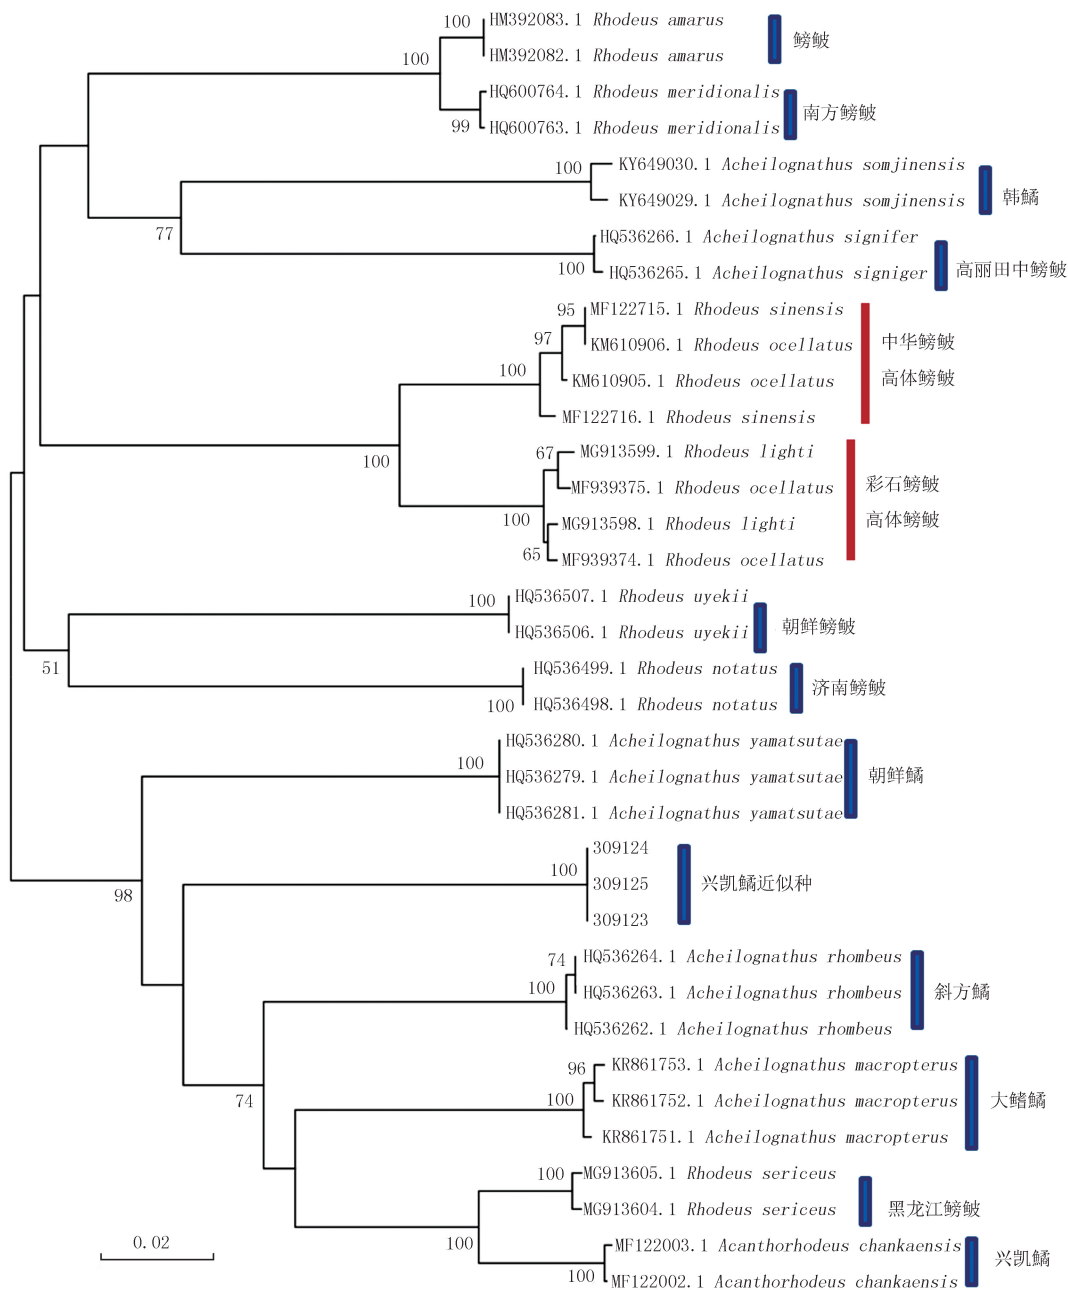 100
HM392083.1 Rhodeus amarus
HM392082.1 Rhodeus amarus
鳑鲏
100
HQ600764.1 Rhodeus meridionalis
99
HQ600763.1 Rhodeus meridionalis
南方鳑鲏
100
KY649030.1 Acheilognathus somjinensis
KY649029.1 Acheilognathus somjinensis
韩鱊
77
HQ536266.1 Acheilognathus signifer
100
HQ536265.1 Acheilognathus signiger
高丽田中鳑鲏
95
MF122715.1 Rhodeus sinensis
97
KM610906.1 Rhodeus ocellatus
中华鳑鲏
100
KM610905.1 Rhodeus ocellatus
高体鳑鲏
MF122716.1 Rhodeus sinensis
100
67
MG913599.1 Rhodeus lighti
MF939375.1 Rhodeus ocellatus
彩石鳑鲏
100
MG913598.1 Rhodeus lighti
高体鳑鲏
65
MF939374.1 Rhodeus ocellatus
100
HQ536507.1 Rhodeus uyekii
HQ536506.1 Rhodeus uyekii
朝鲜鳑鲏
51
HQ536499.1 Rhodeus notatus
100
HQ536498.1 Rhodeus notatus
济南鳑鲏
HQ536280.1 Acheilognathus yamatsutae
100
HQ536279.1 Acheilognathus yamatsutae
朝鲜鱊
HQ536281.1 Acheilognathus yamatsutae
309124
100
309125
兴凯鱊近似种
98
309123
74
HQ536264.1 Acheilognathus rhombeus
100
HQ536263.1 Acheilognathus rhombeus
斜方鱊
HQ536262.1 Acheilognathus rhombeus
96
KR861753.1 Acheilognathus macropterus
74
100
KR861752.1 Acheilognathus macropterus
大鳍鱊
KR861751.1 Acheilognathus macropterus
100
MG913605.1 Rhodeus sericeus
MG913604.1 Rhodeus sericeus
黑龙江鳑鲏
0.02
100
MF122003.1 Acanthorhodeus chankaensis
兴凯鱊
100
MF122002.1 Acanthorhodeus chankaensis